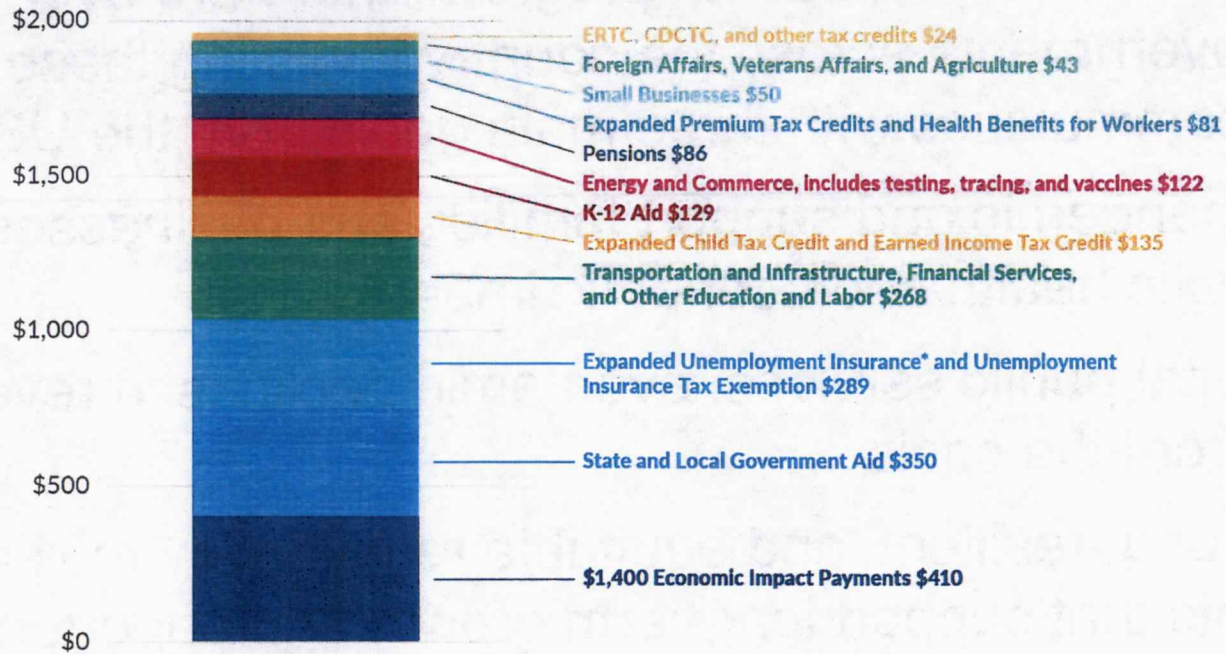 $2,000
$1,500
$1,000
$500
$0
ERTC, CDCTC, and other tax credits $24
Foreign Affairs, Veterans Affairs, and Agriculture $43
Small Businesses $50
Expanded Premium Tax Credits and Health Benefits for Workers $81
Pensions $86
Energy and Commerce, includes testing, tracing, and vaccines $122
K-12 Aid $129
Expanded Child Tax Credit and Earned Income Tax Credit $135
Transportation and Infrastructure, Financial Services,
and Other Education and Labor $268
Expanded Unemployment Insurance* and Unemployment
Insurance Tax Exemption $289
State and Local Government Aid $350
$1,400 Economic Impact Payments $410